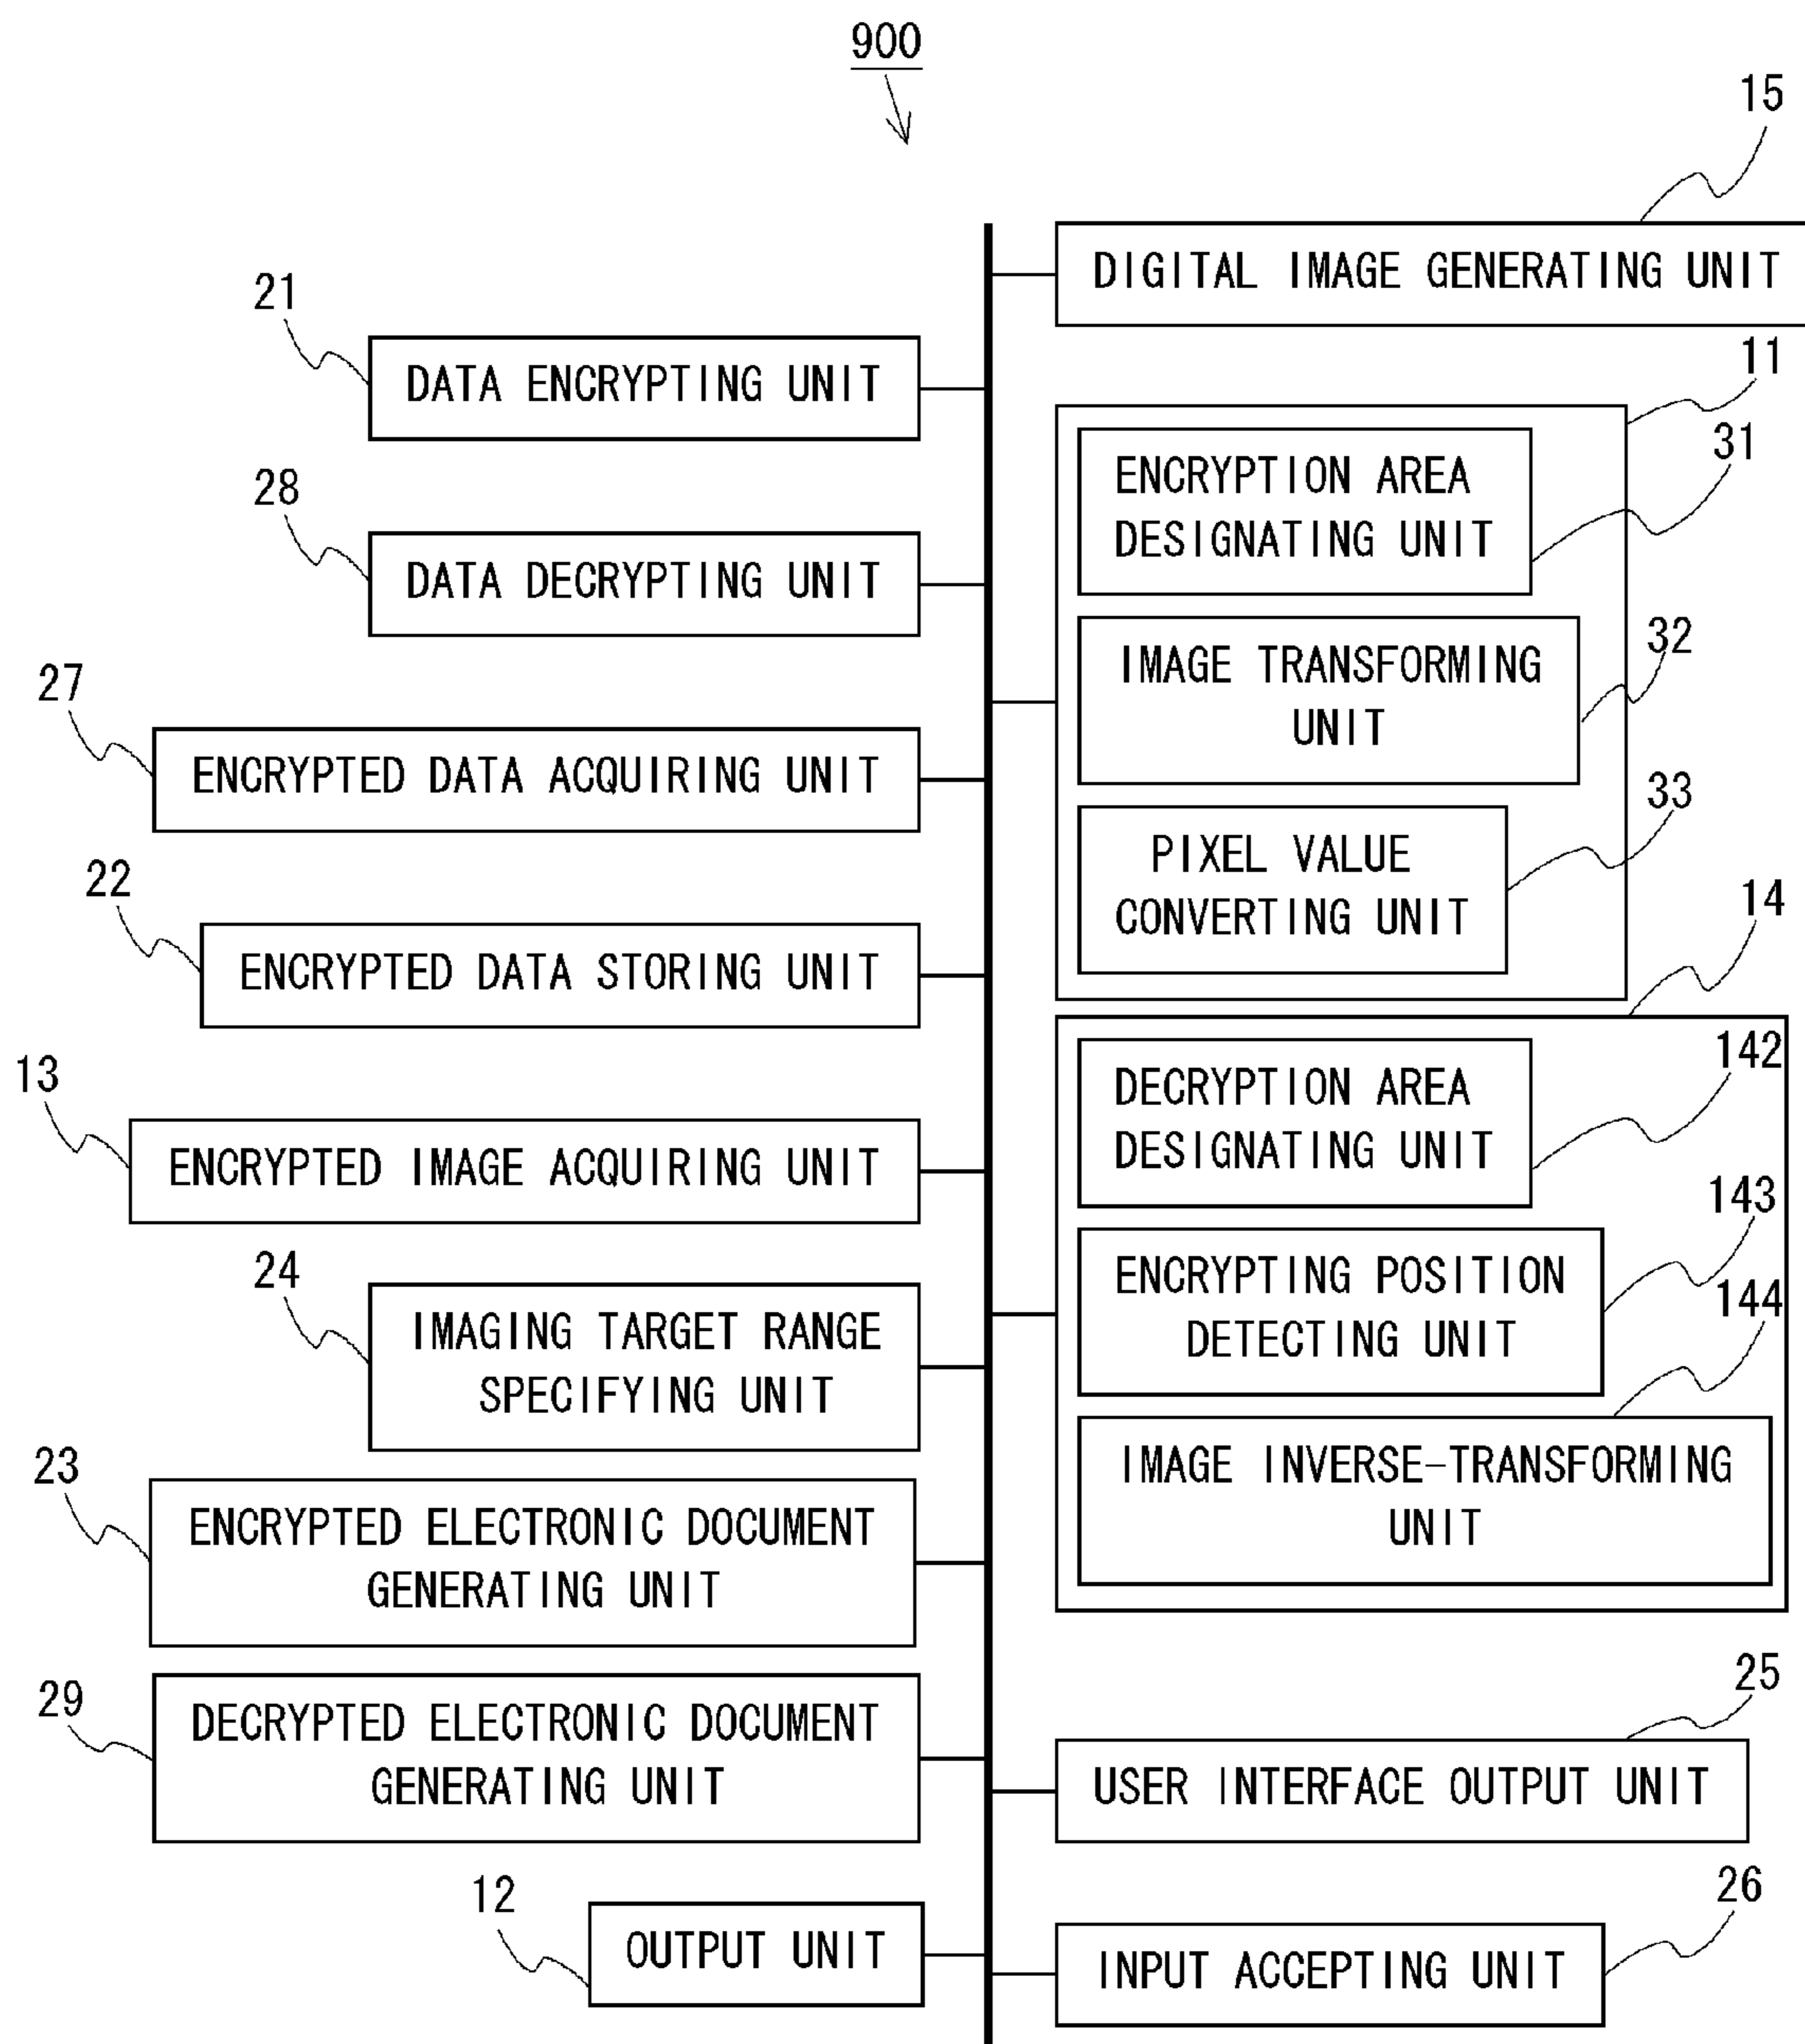 900
15
DIGITAL IMAGE GENERATING UNIT
21
DATA ENCRYPTING UNIT
11
31
ENCRYPTION AREA
DESIGNATING UNIT
28
DATA DECRYPTING UNIT
32
IMAGE TRANSFORMING
UNIT
27
ENCRYPTED DATA ACQUIRING UNIT
33
PIXEL VALUE
CONVERTING UNIT
22
ENCRYPTED DATA STORING UNIT
14
142
DECRYPTION AREA
DESIGNATING UNIT
13
ENCRYPTED IMAGE ACQUIRING UNIT
143
ENCRYPTING POSITION
DETECTING UNIT
24
IMAGING TARGET RANGE
SPECIFYING UNIT
144
IMAGE INVERSE-TRANSFORMING
UNIT
23
ENCRYPTED ELECTRONIC DOCUMENT
GENERATING UNIT
29
DECRYPTED ELECTRONIC DOCUMENT
GENERATING UNIT
25
USER INTERFACE OUTPUT UNIT
12
OUTPUT UNIT
26
INPUT ACCEPTING UNIT